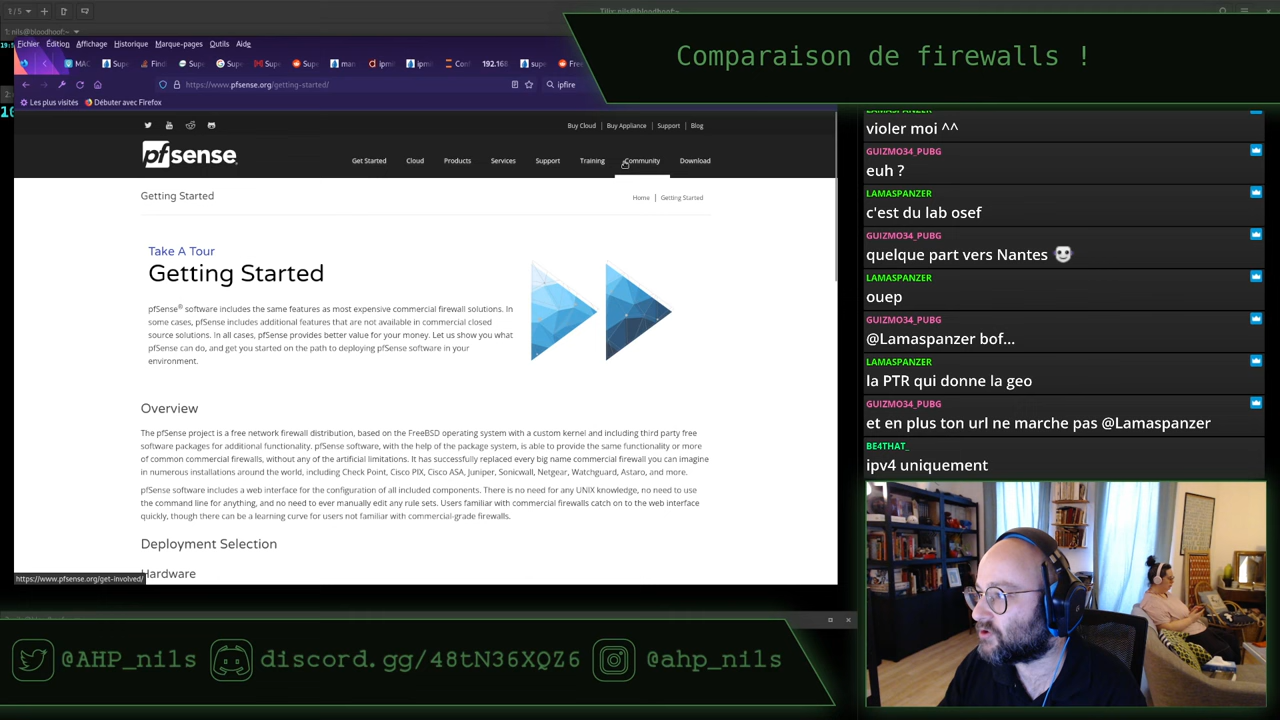 1 / 5
Tilix: nils@bloodhoof:~
1: nils@bloodhoof:~
Fichier Édition Affichage Historique Marque-pages Outils Aide
https://www.pfsense.org/getting-started/
ipfire
Les plus visités Débuter avec Firefox
Comparaison de firewalls !
Buy Cloud | Buy Appliance | Support | Blog
pfsense
Get Started Cloud Products Services Support Training Community Download
Getting Started
Home | Getting Started
Take A Tour
Getting Started
pfSense® software includes the same features as most expensive commercial firewall solutions. In
some cases, pfSense includes additional features that are not available in commercial closed
source solutions. In all cases, pfSense provides better value for your money. Let us show you what
pfSense can do, and get you started on the path to deploying pfSense software in your
environment.
Overview
The pfSense project is a free network firewall distribution, based on the FreeBSD operating system with a custom kernel and including third party free
software packages for additional functionality. pfSense software, with the help of the package system, is able to provide the same functionality or more
of common commercial firewalls, without any of the artificial limitations. It has successfully replaced every big name commercial firewall you can imagine
in numerous installations around the world, including Check Point, Cisco PIX, Cisco ASA, Juniper, Sonicwall, Netgear, Watchguard, Astaro, and more.
pfSense software includes a web interface for the configuration of all included components. There is no need for any UNIX knowledge, no need to use
the command line for anything, and no need to ever manually edit any rule sets. Users familiar with commercial firewalls catch on to the web interface
quickly, though there can be a learning curve for users not familiar with commercial-grade firewalls.
Deployment Selection
Hardware
https://www.pfsense.org/get-involved/
LAMASPANZER
violer moi ^^
GUIZMO34_PUBG
euh ?
LAMASPANZER
c'est du lab osef
GUIZMO34_PUBG
quelque part vers Nantes
LAMASPANZER
ouep
GUIZMO34_PUBG
@Lamaspanzer bof...
LAMASPANZER
la PTR qui donne la geo
GUIZMO34_PUBG
et en plus ton url ne marche pas @Lamaspanzer
BE4THAT_
ipv4 uniquement
@AHP_nils discord.gg/48tN36XQZ6 @ahp_nils